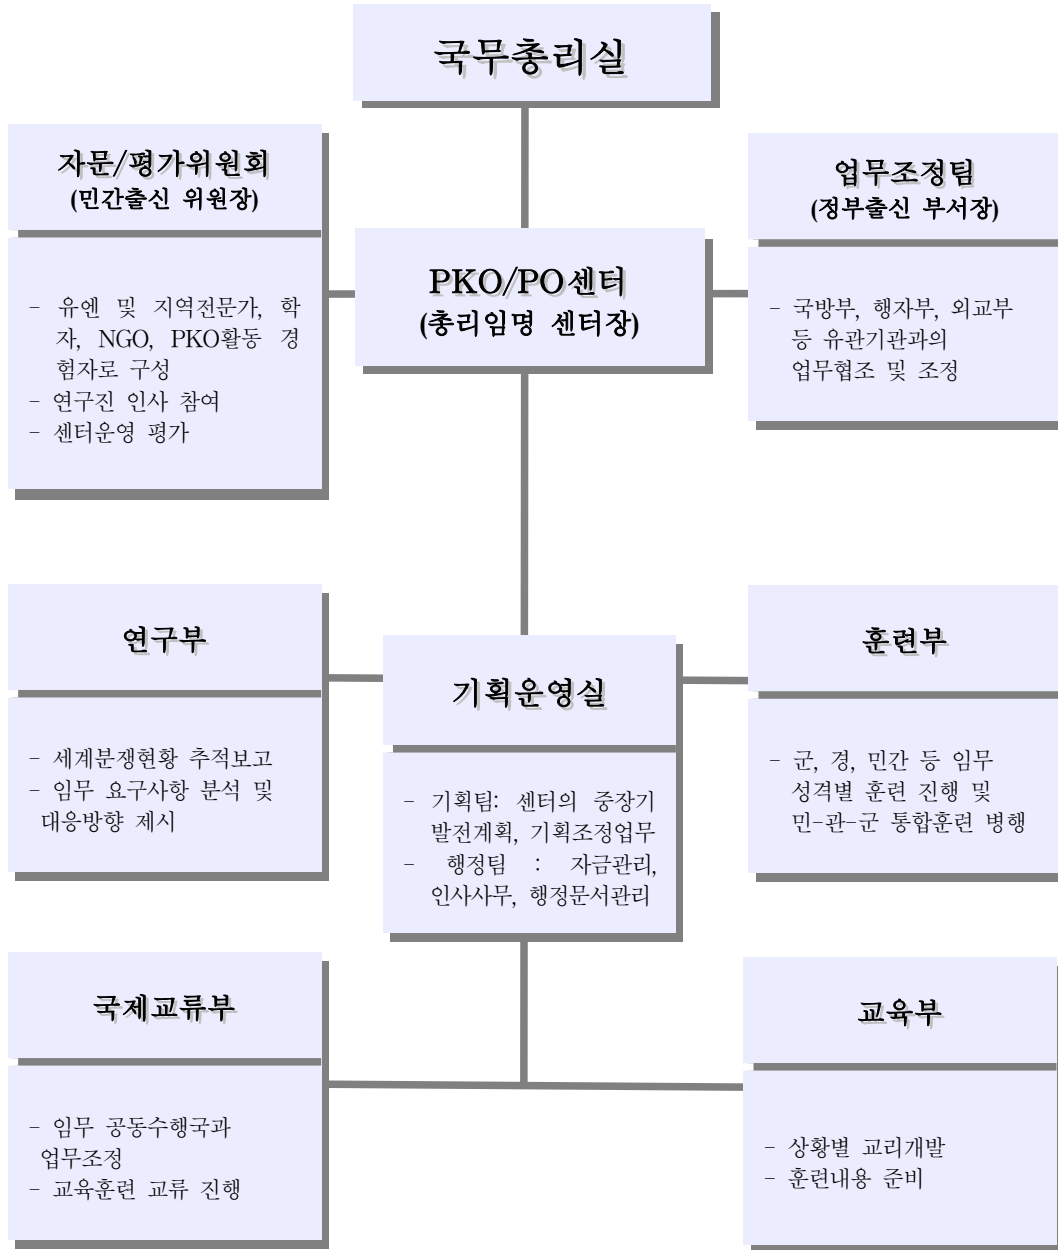 국무총리실
자문/평가위원회
(민간출신 위원장)
- 유엔 및 지역전문가, 학
자, NGO, PKO활동 경
험자로 구성
- 연구진 인사 참여
- 센터운영 평가
PKO/PO센터
(총리임명 센터장)
업무조정팀
(정부출신 부서장)
- 국방부, 행자부, 외교부
등 유관기관과의
업무협조 및 조정
연구부
- 세계분쟁현황 추적보고
- 임무 요구사항 분석 및
대응방향 제시
기획운영실
- 기획팀: 센터의 중장기
발전계획, 기획조정업무
- 행정팀 : 자금관리,
인사사무, 행정문서관리
훈련부
- 군, 경, 민간 등 임무
성격별 훈련 진행 및
민-관-군 통합훈련 병행
국제교류부
- 임무 공동수행국과
업무조정
- 교육훈련 교류 진행
교육부
- 상황별 교리개발
- 훈련내용 준비